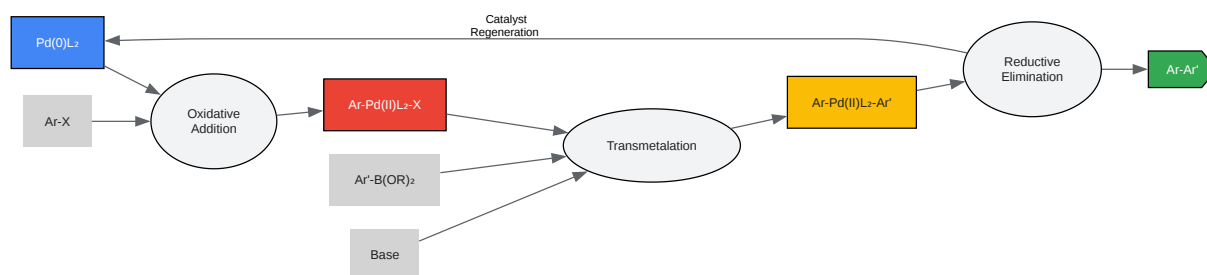 Catalyst
Regeneration
Pd(0)L₂
Ar-X
Oxidative
Addition
Ar-Pd(II)L₂-X
Ar'-B(OR)₂
Base
Transmetalation
Ar-Pd(II)L₂-Ar'
Reductive
Elimination
Ar-Ar'